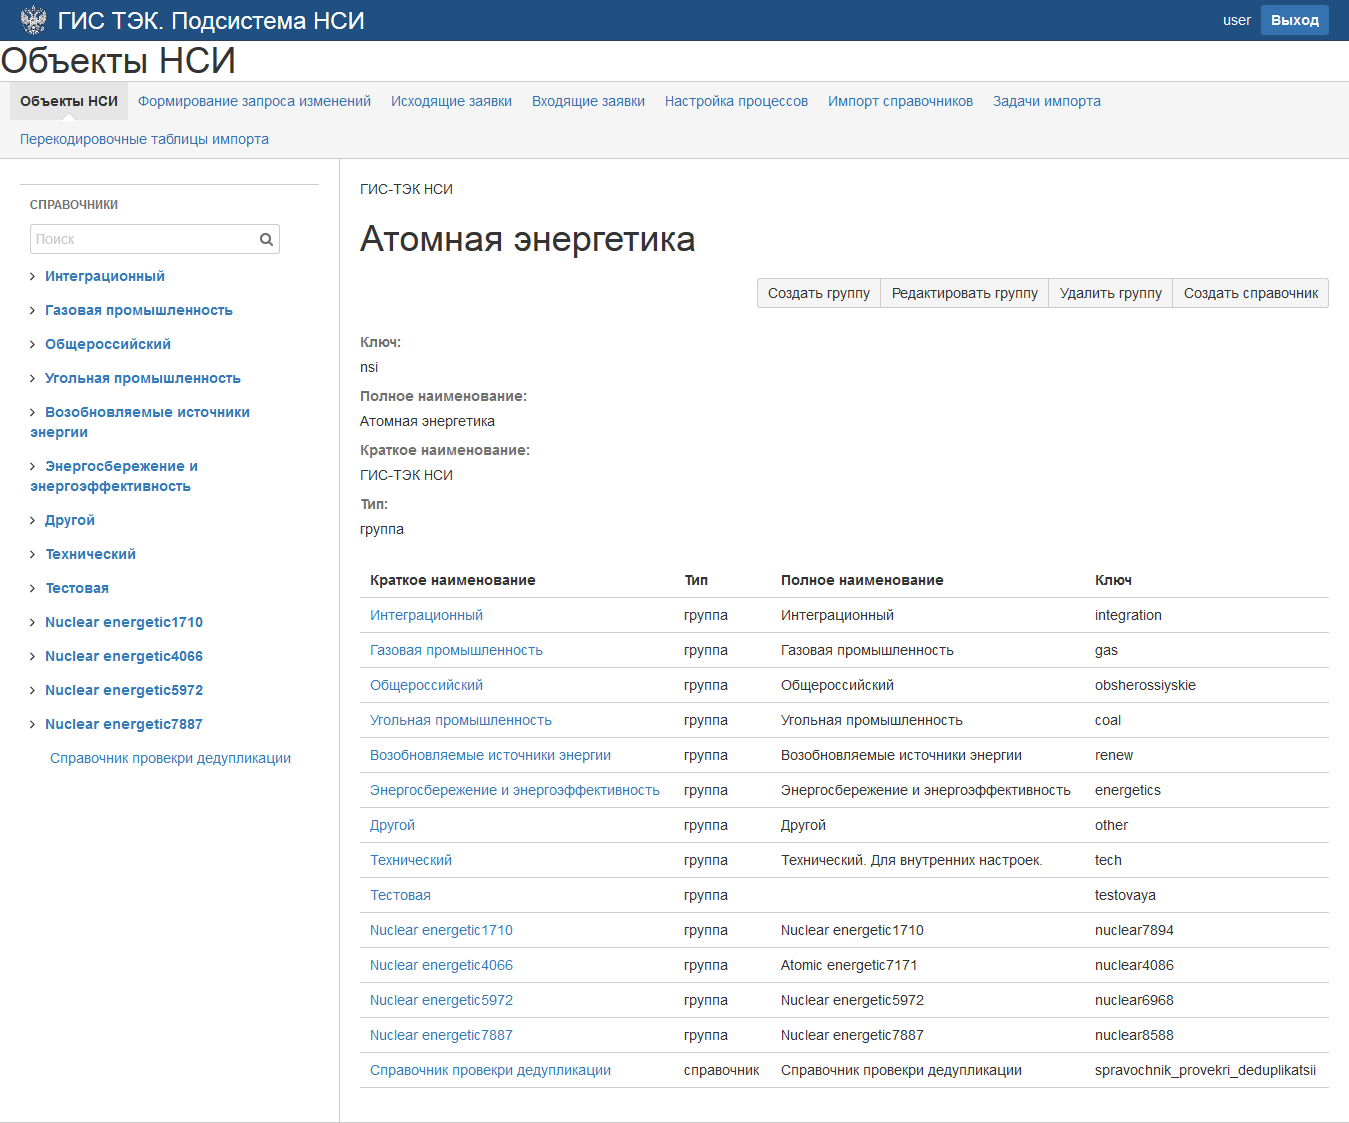 ГИС ТЭК. Подсистема НСИ
user Выход
Объекты НСИ
Объекты НСИ Формирование запроса изменений Исходящие заявки Входящие заявки Настройка процессов Импорт справочников Задачи импорта
Перекодировочные таблицы импорта
СПРАВОЧНИКИ
Поиск
Интеграционный
Газовая промышленность
Общероссийский
Угольная промышленность
Возобновляемые источники
энергии
Энергосбережение и
энергоэффективность
Другой
Технический
Тестовая
Nuclear energetic1710
Nuclear energetic4066
Nuclear energetic5972
Nuclear energetic7887
Справочник провекри дедупликации
ГИС-ТЭК НСИ
Атомная энергетика
Создать группу Редактировать группу Удалить группу Создать справочник
Ключ:
nsi
Полное наименование:
Атомная энергетика
Краткое наименование:
ГИС-ТЭК НСИ
Тип:
группа
Краткое наименование Тип Полное наименование Ключ
Интеграционный группа Интеграционный integration
Газовая промышленность группа Газовая промышленность gas
Общероссийский группа Общероссийский obsherossiyskie
Угольная промышленность группа Угольная промышленность coal
Возобновляемые источники энергии группа Возобновляемые источники энергии renew
Энергосбережение и энергоэффективность группа Энергосбережение и энергоэффективность energetics
Другой группа Другой other
Технический группа Технический. Для внутренних настроек. tech
Тестовая группа testovaya
Nuclear energetic1710 группа Nuclear energetic1710 nuclear7894
Nuclear energetic4066 группа Atomic energetic7171 nuclear4086
Nuclear energetic5972 группа Nuclear energetic5972 nuclear6968
Nuclear energetic7887 группа Nuclear energetic7887 nuclear8588
Справочник провекри дедупликации справочник Справочник провекри дедупликации spravochnik_provekri_deduplikatsii